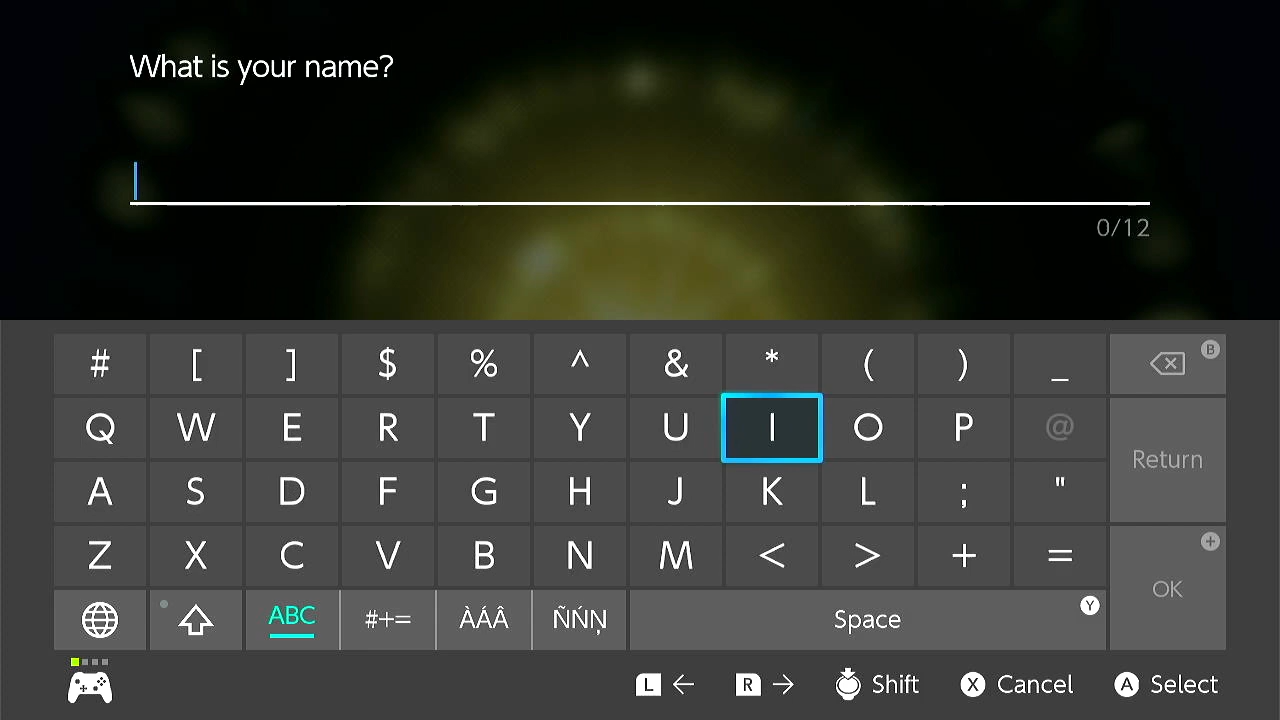 What is your name?
0/12
# [ ] $ % ^ & * ( ) _ B
Q W E R T Y U I O P @
Return
A S D F G H J K L ; "
Z X C V B N M < > + =
OK
ABC #+= ÀÁÂ ÑŃŅ Space Y
L ← R → Shift X Cancel A Select